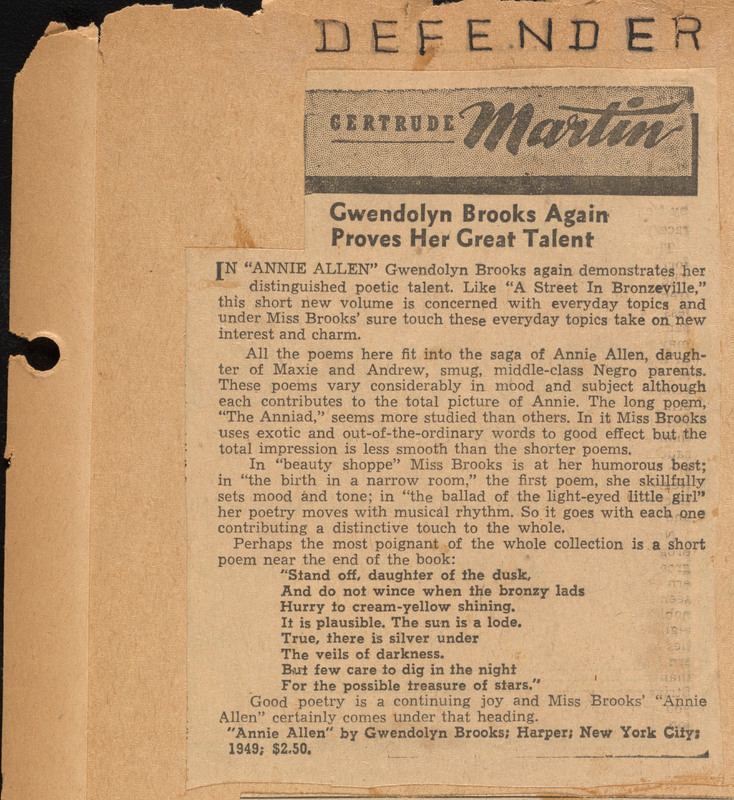 DEFENDER
GERTRUDE Martin
Gwendolyn Brooks Again
Proves Her Great Talent
IN "ANNIE ALLEN" Gwendolyn Brooks again demonstrates her
distinguished poetic talent. Like "A Street In Bronzeville,"
this short new volume is concerned with everyday topics and
under Miss Brooks' sure touch these everyday topics take on new
interest and charm.
All the poems here fit into the saga of Annie Allen, daugh-
ter of Maxie and Andrew, smug, middle-class Negro parents.
These poems vary considerably in mood and subject although
each contributes to the total picture of Annie. The long poem,
"The Anniad," seems more studied than others. In it Miss Brooks
uses exotic and out-of-the-ordinary words to good effect but the
total impression is less smooth than the shorter poems.
In "beauty shoppe" Miss Brooks is at her humorous best;
in "the birth in a narrow room," the first poem, she skillfully
sets mood and tone; in "the ballad of the light-eyed little girl"
her poetry moves with musical rhythm. So it goes with each one
contributing a distinctive touch to the whole.
Perhaps the most poignant of the whole collection is a short
poem near the end of the book:
"Stand off, daughter of the dusk,
And do not wince when the bronzy lads
Hurry to cream-yellow shining.
It is plausible. The sun is a lode.
True, there is silver under
The veils of darkness.
But few care to dig in the night
For the possible treasure of stars."
Good poetry is a continuing joy and Miss Brooks' "Annie
Allen" certainly comes under that heading.
"Annie Allen" by Gwendolyn Brooks; Harper; New York City;
1949; $2.50.